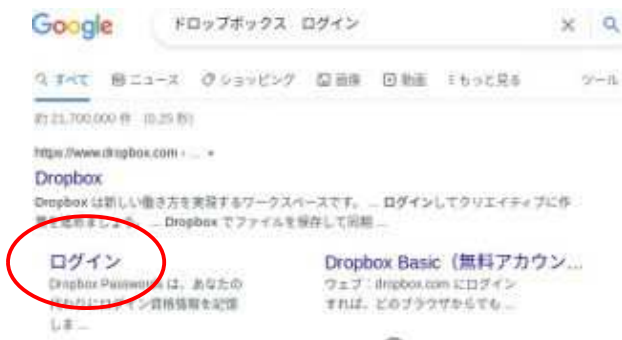 Google
ドロップボックス ログイン
すべて ニュース ショッピング 画像 動画 もっと見る ツール
約 21,700,000 件 (0.25 秒)
https://www.dropbox.com › ...
Dropbox
Dropbox は新しい働き方を実現するワークスペースです。 ... ログインしてクリエイティブに作
業を始めましょう。 ... Dropbox でファイルを保存して同期 ...
ログイン
Dropbox Basic（無料アカウン...
Dropbox Passwords は、あなたの
代わりにログイン資格情報を記憶
しま ...
ウェブ：dropbox.com にログイン
すれば、どのブラウザからでも ...